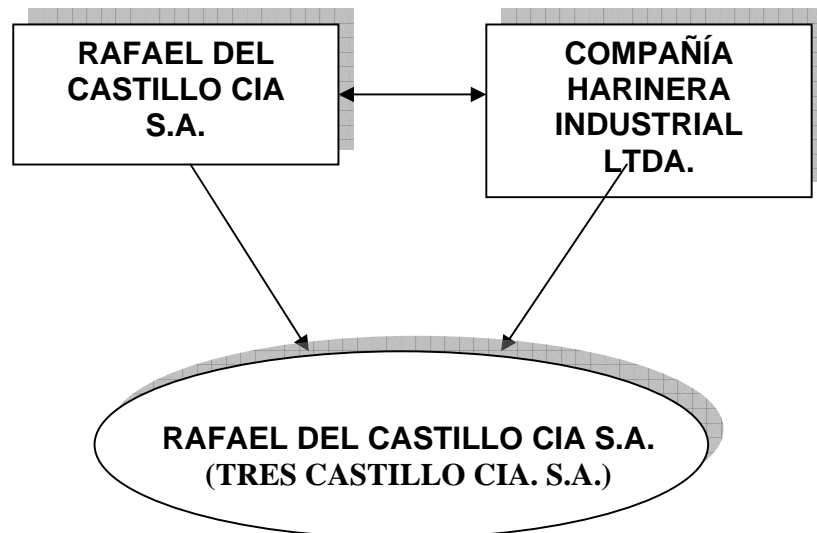 RAFAEL DEL
CASTILLO CIA
S.A.
COMPAÑÍA
HARINERA
INDUSTRIAL
LTDA.
RAFAEL DEL CASTILLO CIA S.A.
(TRES CASTILLO CIA. S.A.)